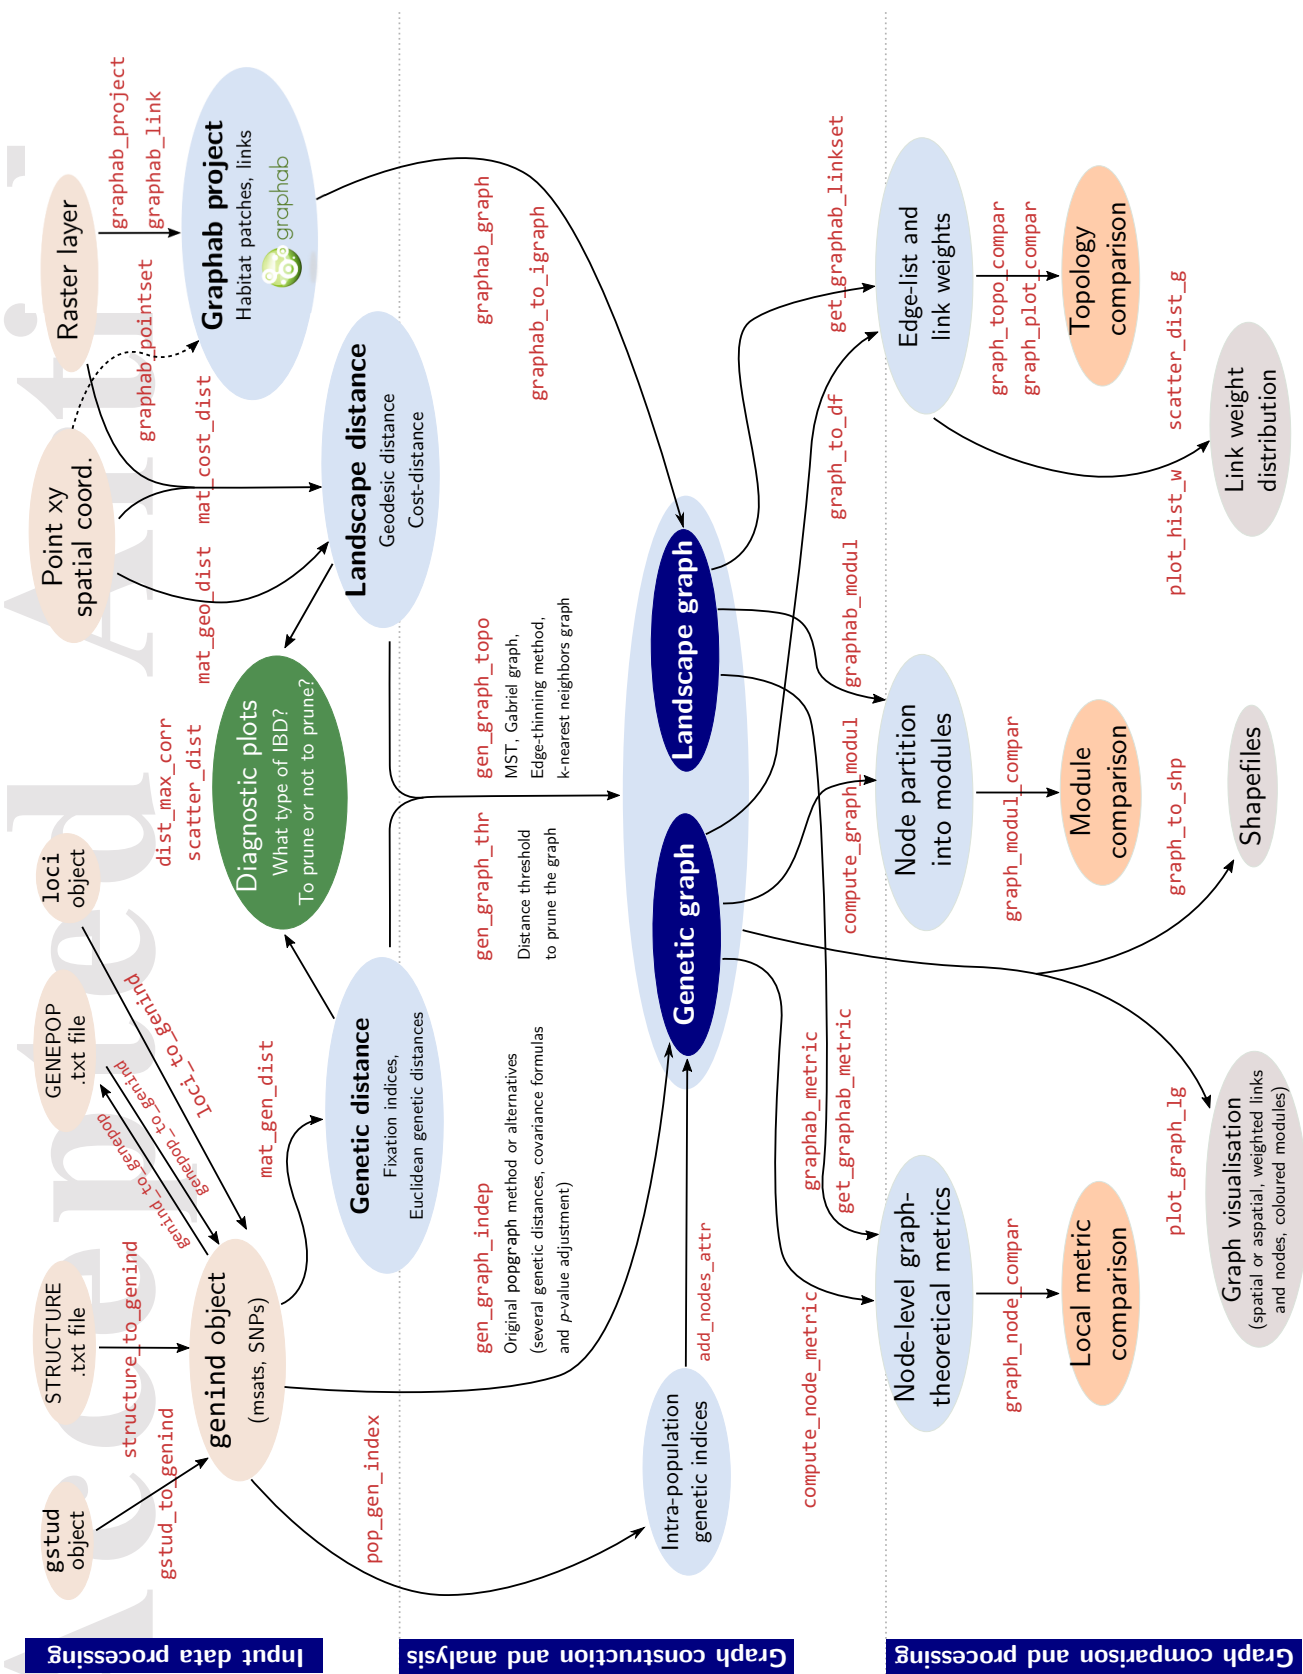 Accepted Arti
Input data processing
gstud
object
STRUCTURE
.txt file
GENEPOP
.txt file
loci
object
Point xy
spatial coord.
Raster layer
gstud_to_genind
structure_to_genind
genind_to_genepop
genepop_to_genind
loci_to_genind
dist_max_corr
scatter_dist
mat_geo_dist
mat_cost_dist
graphab_pointset
graphab_project
graphab_link
genind object
(msats, SNPs)
mat_gen_dist
Diagnostic plots
What type of IBD?
To prune or not to prune?
Graphab project
Habitat patches, links
graphab
Genetic distance
Fixation indices,
Euclidean genetic distances
Landscape distance
Geodesic distance
Cost-distance
pop_gen_index
Graph construction and analysis
gen_graph_indep
Original popgraph method or alternatives
(several genetic distances, covariance formulas
and p-value adjustment)
gen_graph_thr
Distance threshold
to prune the graph
gen_graph_topo
MST, Gabriel graph,
Edge-thinning method,
k-nearest neighbors graph
graphab_graph
graphab_to_igraph
Intra-population
genetic indices
add_nodes_attr
Genetic graph
Landscape graph
compute_node_metric
graphab_metric
get_graphab_metric
compute_graph_modul
graphab_modul
graph_to_df
get_graphab_linkset
Graph comparison and processing
Node-level graph-
theoretical metrics
Node partition
into modules
Edge-list and
link weights
graph_node_compar
graph_modul_compar
graph_topo_compar
graph_plot_compar
Local metric
comparison
Module
comparison
Topology
comparison
plot_graph_lg
graph_to_shp
plot_hist_w
scatter_dist_g
Graph visualisation
(spatial or aspatial, weighted links
and nodes, coloured modules)
Shapefiles
Link weight
distribution